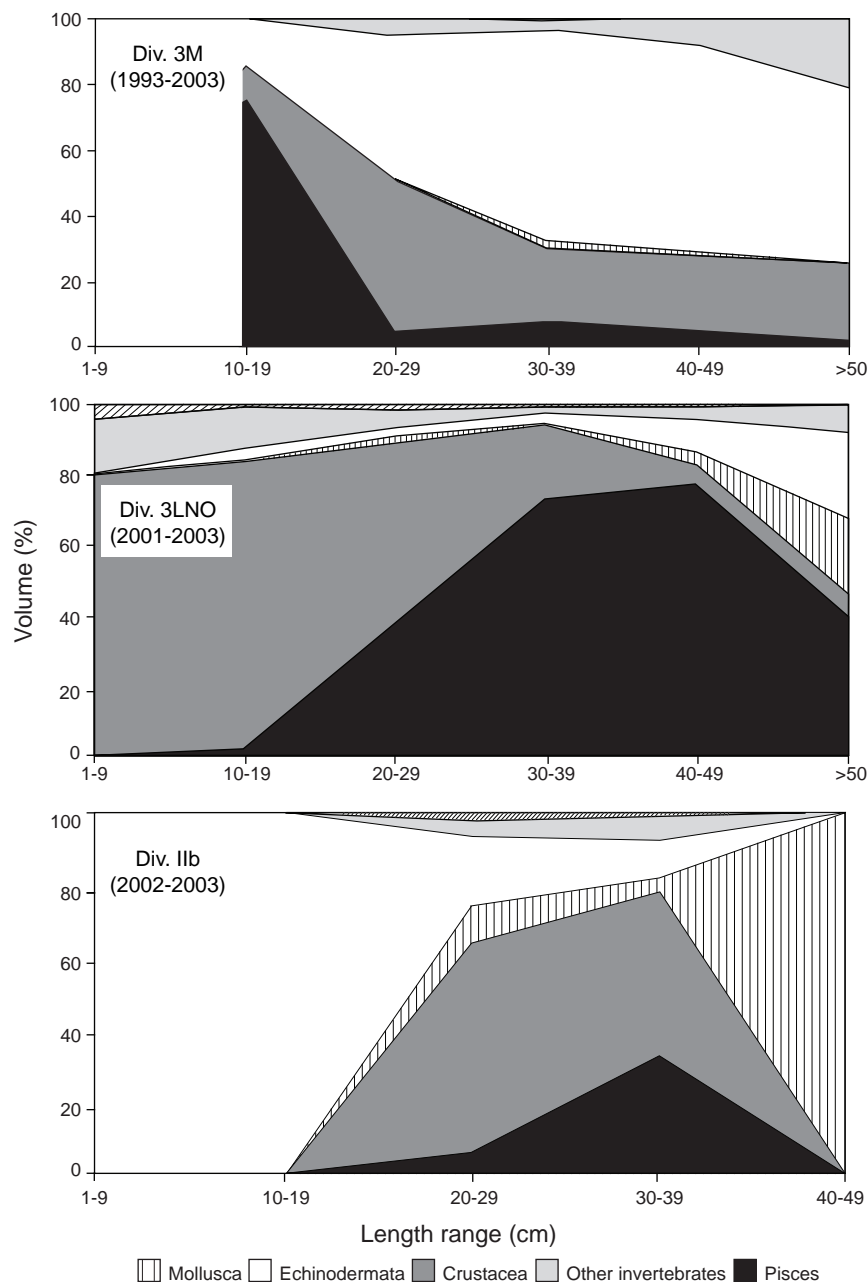 100
80
60
40
20
0
Div. 3M
(1993-2003)
1-9 10-19 20-29 30-39 40-49 >50
100
80
60
40
20
0
Div. 3LNO
(2001-2003)
1-9 10-19 20-29 30-39 40-49 >50
Volume (%)
100
80
60
40
20
0
Div. IIb
(2002-2003)
1-9 10-19 20-29 30-39 40-49
Length range (cm)
Mollusca Echinodermata Crustacea Other invertebrates Pisces